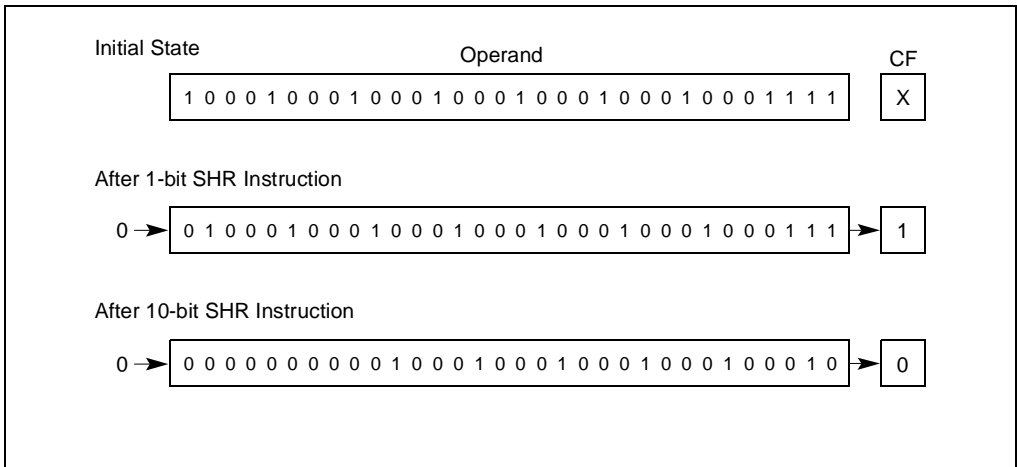 Initial State
Operand
CF
1 0 0 0 1 0 0 0 1 0 0 0 1 0 0 0 1 0 0 0 1 0 0 0 1 0 0 0 1 1 1 1 X
After 1-bit SHR Instruction
0 0 1 0 0 0 1 0 0 0 1 0 0 0 1 0 0 0 1 0 0 0 1 0 0 0 1 0 0 0 1 1 1 1
After 10-bit SHR Instruction
0 0 0 0 0 0 0 0 0 0 0 1 0 0 0 1 0 0 0 1 0 0 0 1 0 0 0 1 0 0 0 1 0 0